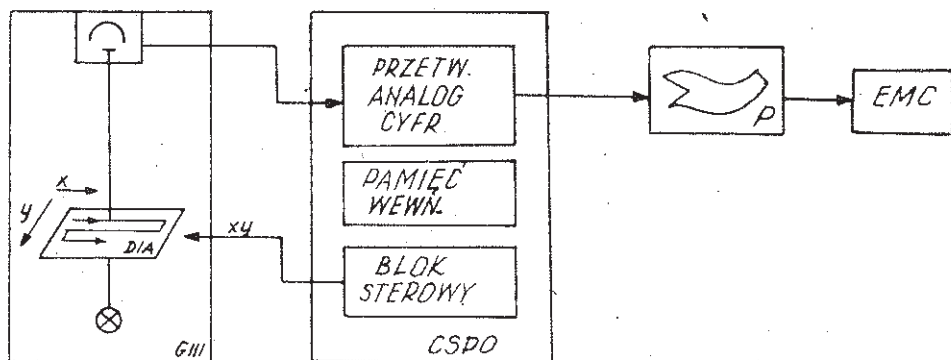 x
y
DIA
GIII
xy
PRZETW.
ANALOG
CYFR
PAMIĘĆ
WEWN.
BLOK
STEROWY
CSPO
P
EMC